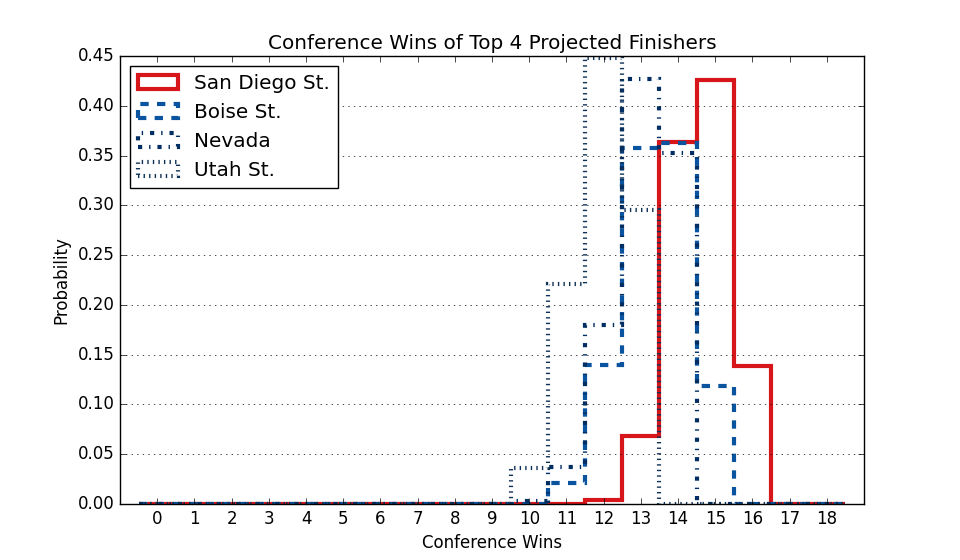 Conference Wins of Top 4 Projected Finishers
0.45
0.40
0.35
0.30
0.25
0.20
0.15
0.10
0.05
0.00
Probability
San Diego St.
Boise St.
Nevada
Utah St.
0 1 2 3 4 5 6 7 8 9 10 11 12 13 14 15 16 17 18
Conference Wins